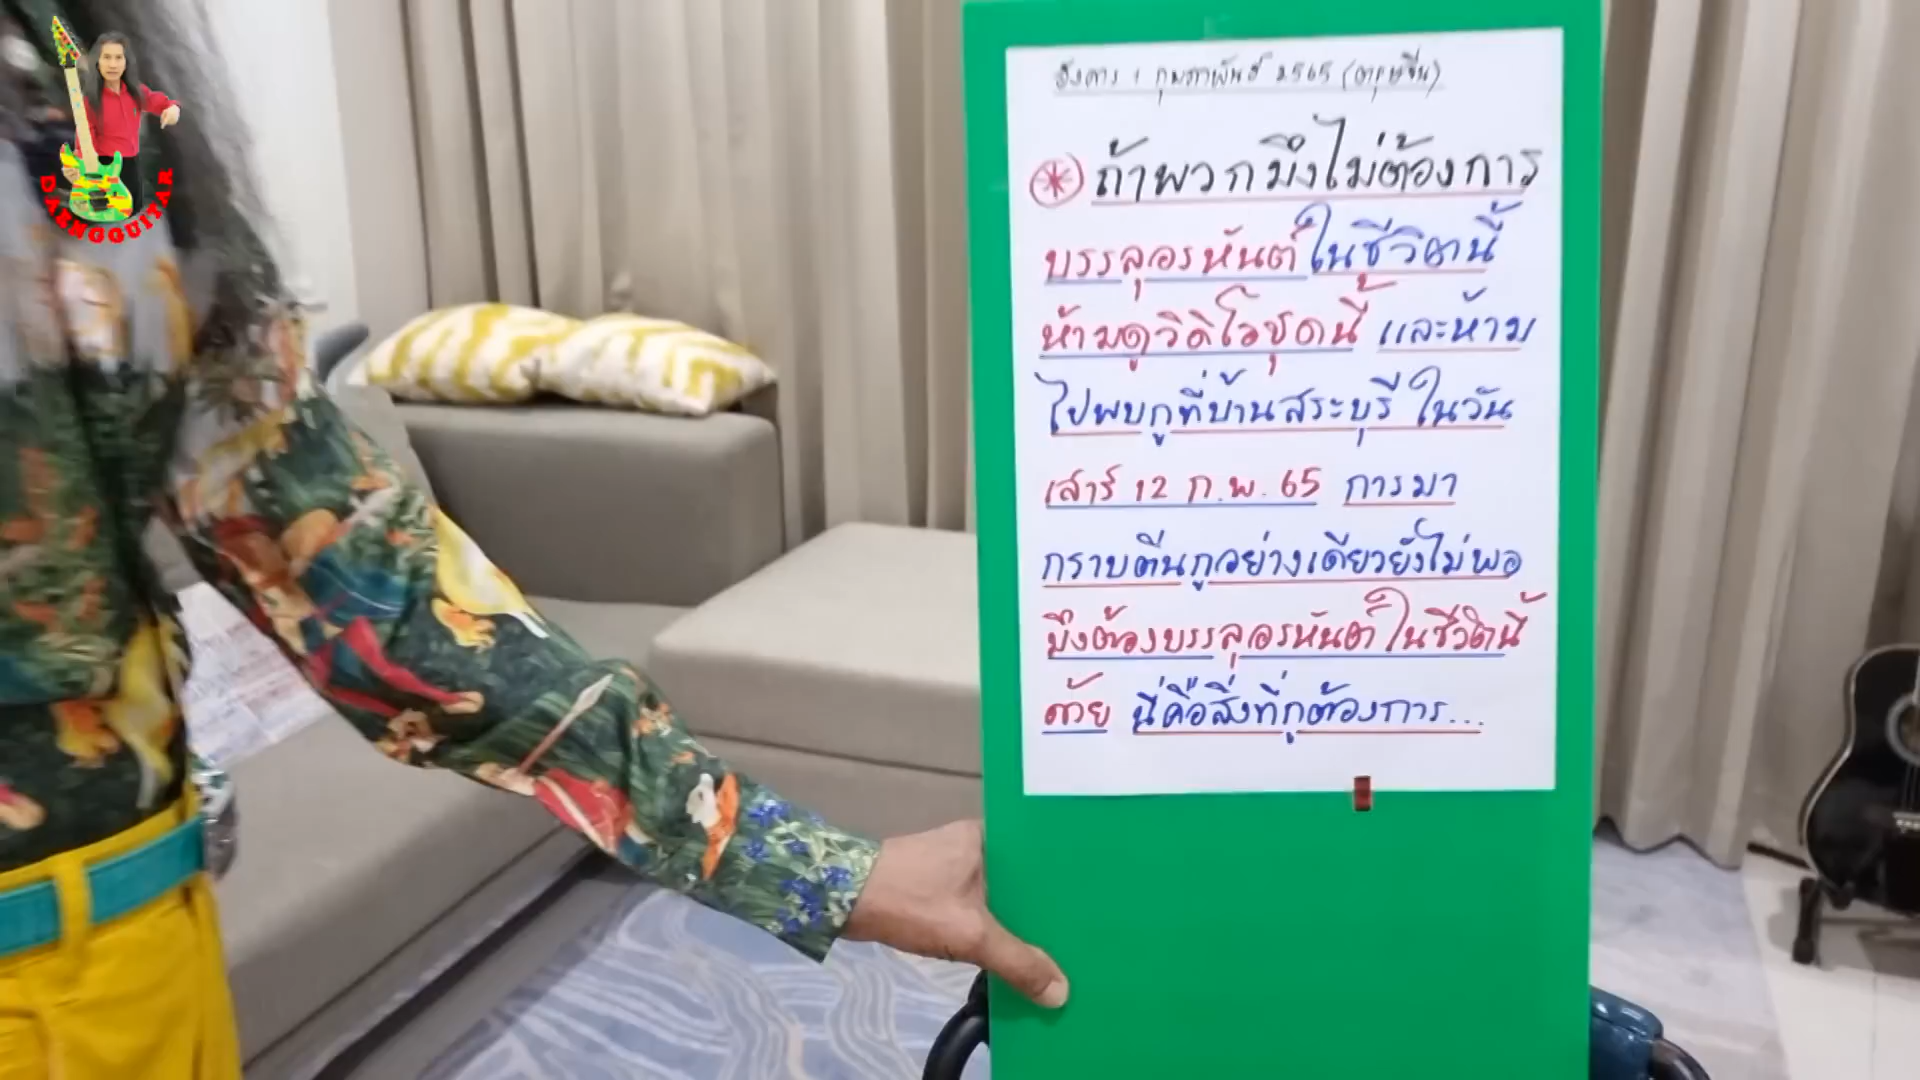 DAENGGUITAR
อังคาร 1 กุมภาพันธ์ 2565 (ตรุษจีน)
ถ้าพวกมึงไม่ต้องการ
บรรลุอรหันต์ในชีวิตนี้
ห้ามดูวิดิโอชุดนี้ และห้าม
ไปพบกูที่บ้านสระบุรี ในวัน
เสาร์ 12 ก.พ. 65 การมา
กราบตีนกูอย่างเดียวยังไม่พอ
มึงต้องบรรลุอรหันต์ในชีวิตนี้
ด้วย นี่คือสิ่งที่กูต้องการ...